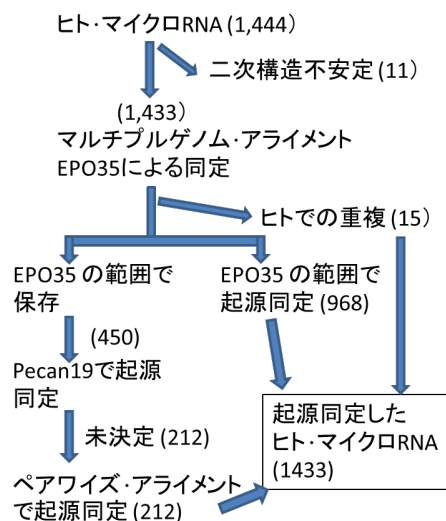 ヒト・マイクロRNA (1,444)
二次構造不安定 (11)
(1,433)
マルチプルゲノム・アライメント
EPO35による同定
ヒトでの重複 (15)
EPO35 の範囲で
保存
EPO35 の範囲で
起源同定 (968)
(450)
Pecan19で起源
同定
未決定 (212)
ペアワイズ・アライメント
で起源同定 (212)
起源同定した
ヒト・マイクロRNA
(1433)